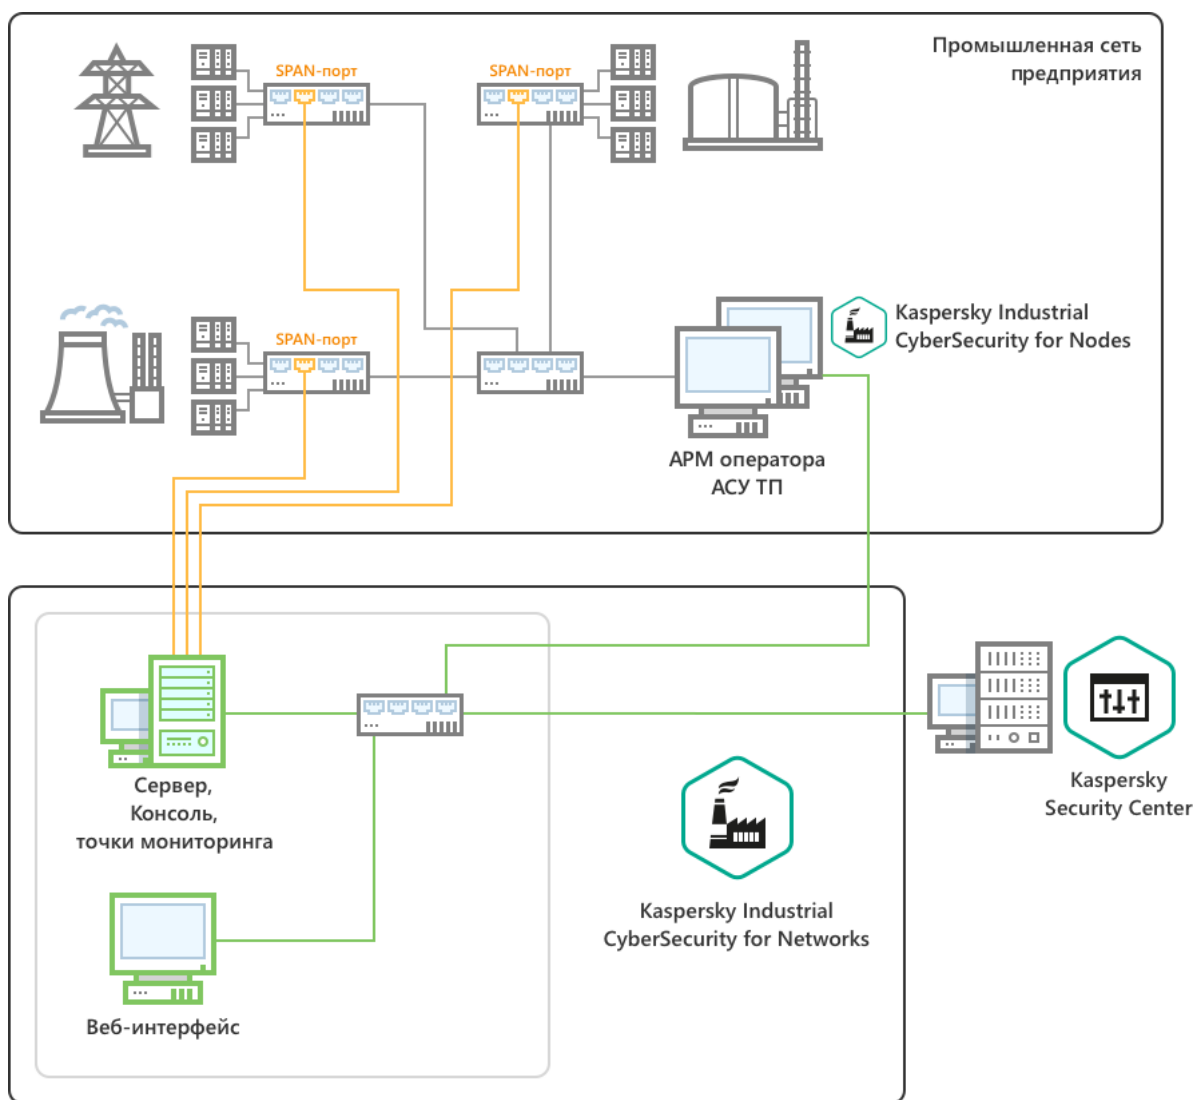 Промышленная сеть
предприятия
SPAN-порт
SPAN-порт
SPAN-порт
Kaspersky Industrial
CyberSecurity for Nodes
АРМ оператора
АСУ ТП
Сервер,
Консоль,
точки мониторинга
Kaspersky
Security Center
Kaspersky Industrial
CyberSecurity for Networks
Веб-интерфейс